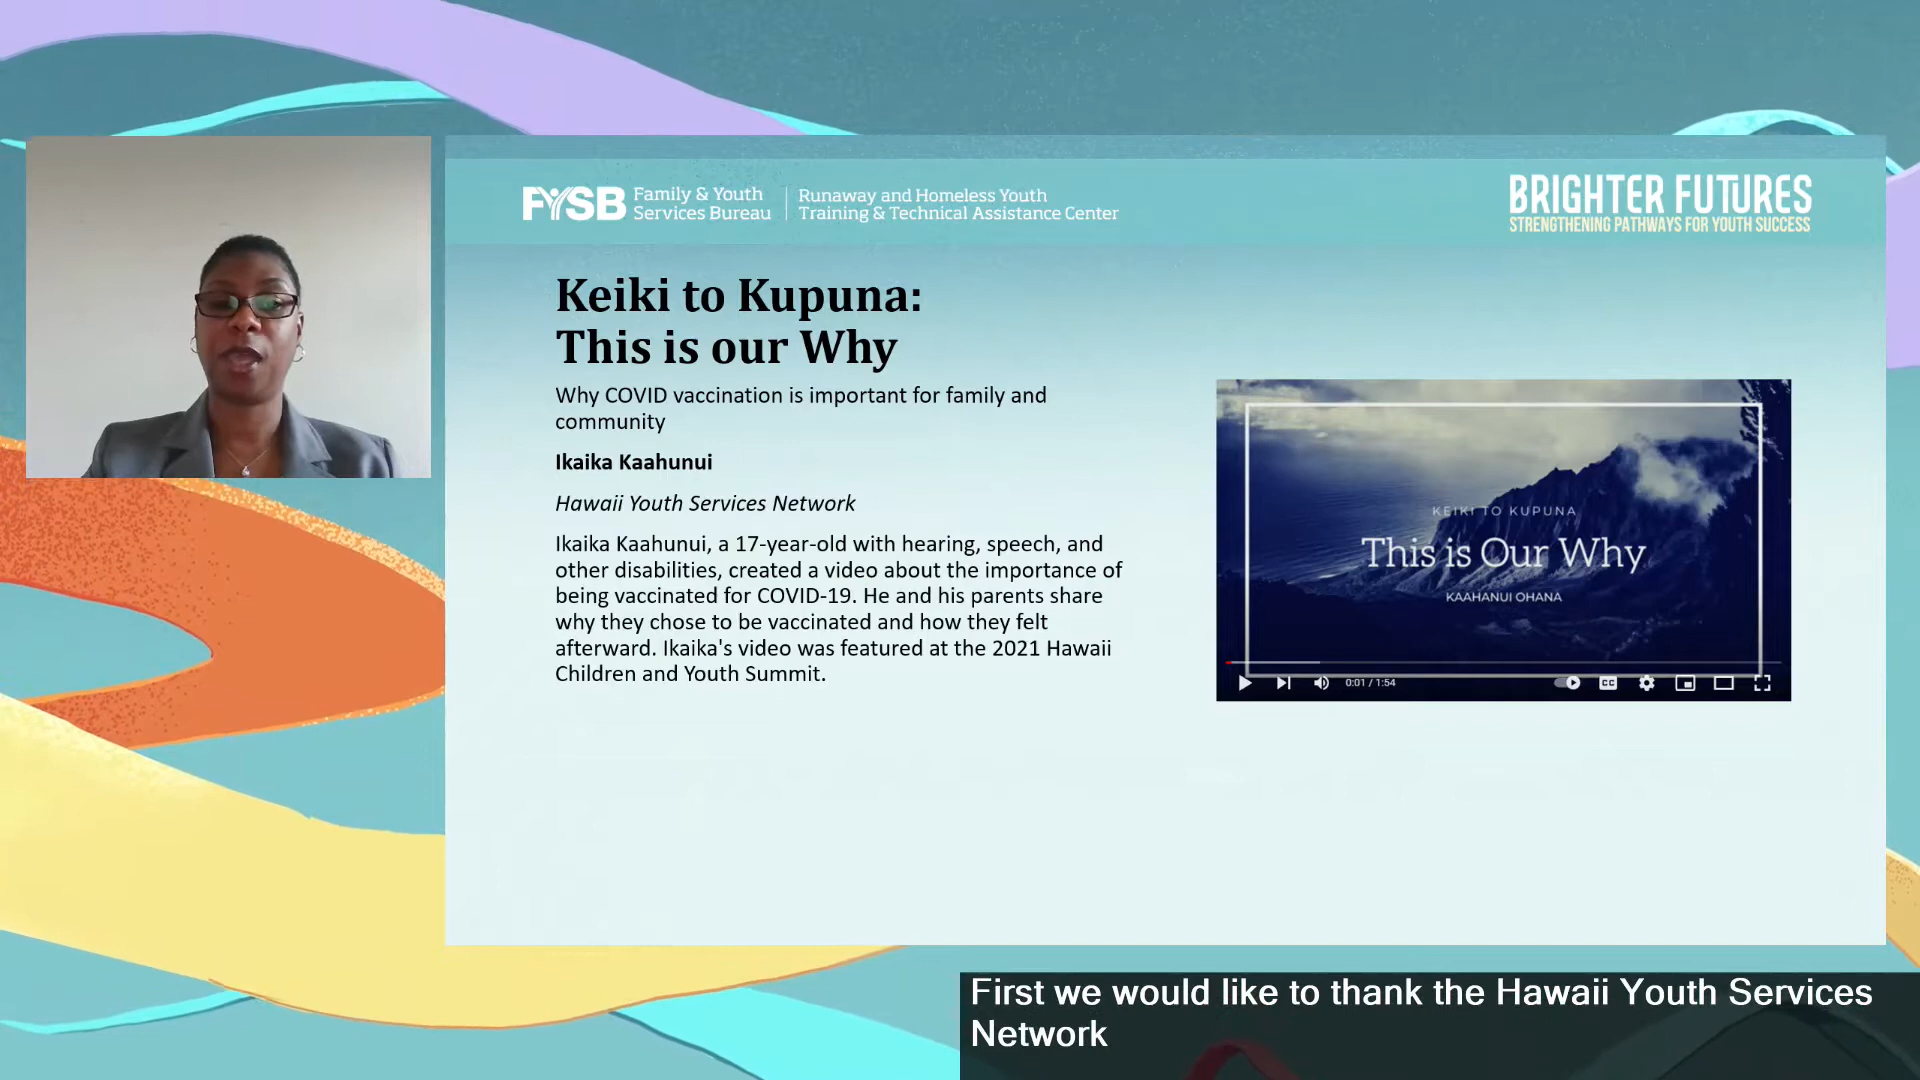 FYSB Family & Youth
Services Bureau
Runaway and Homeless Youth
Training & Technical Assistance Center
BRIGHTER FUTURES
STRENGTHENING PATHWAYS FOR YOUTH SUCCESS
Keiki to Kupuna:
This is our Why
Why COVID vaccination is important for family and
community
Ikaika Kaahunui
Hawaii Youth Services Network
Ikaika Kaahunui, a 17-year-old with hearing, speech, and
other disabilities, created a video about the importance of
being vaccinated for COVID-19. He and his parents share
why they chose to be vaccinated and how they felt
afterward. Ikaika's video was featured at the 2021 Hawaii
Children and Youth Summit.
KEIKI TO KUPUNA
This is Our Why
KAAHANUI OHANA
0:01 / 1:54
CC
First we would like to thank the Hawaii Youth Services
Network